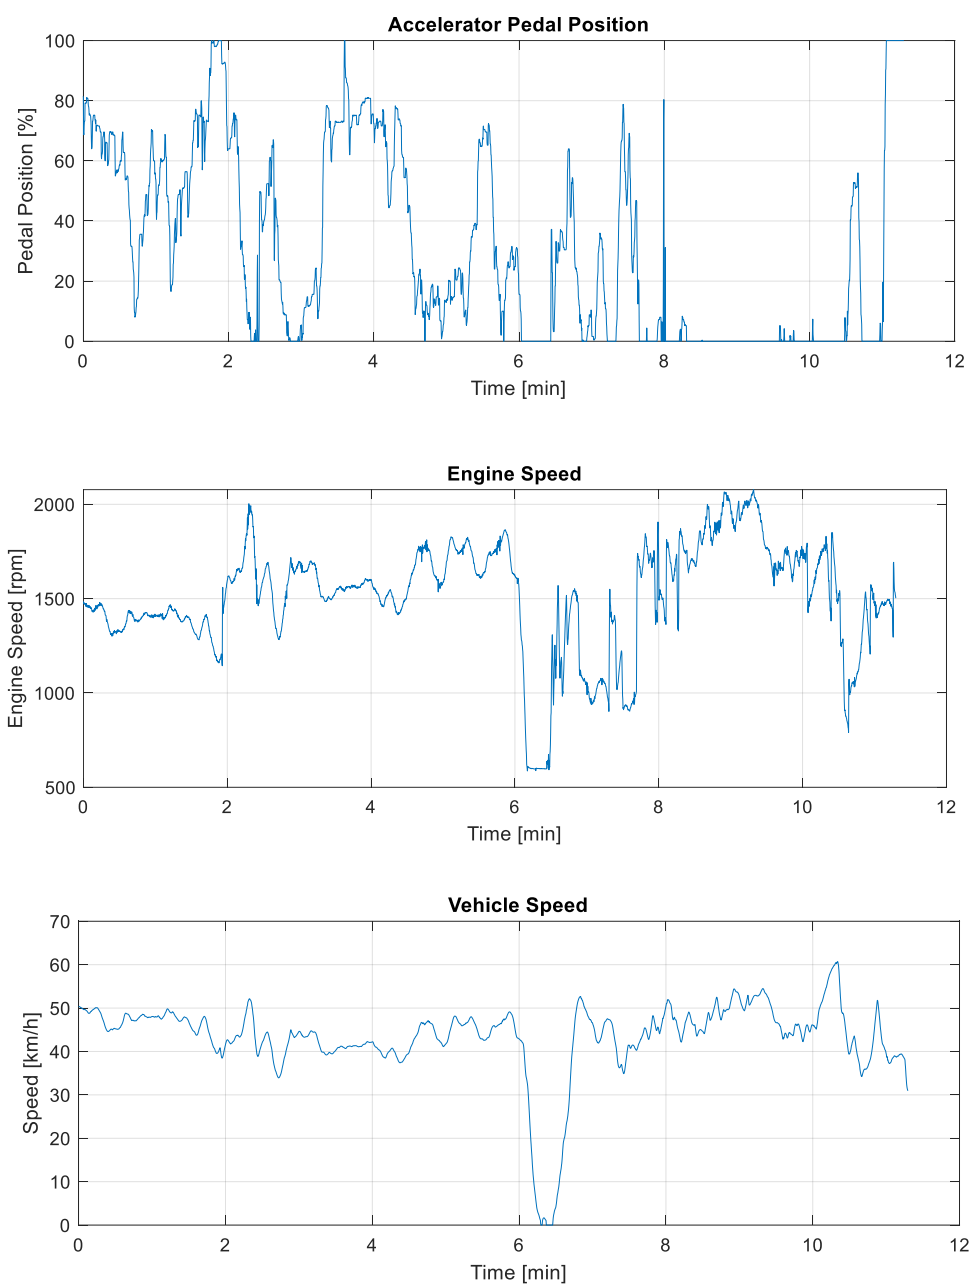 Accelerator Pedal Position
Pedal Position [%]
100
80
60
40
20
0
0 2 4 6 8 10 12
Time [min]
Engine Speed
Engine Speed [rpm]
2000
1500
1000
500
0 2 4 6 8 10 12
Time [min]
Vehicle Speed
Speed [km/h]
70
60
50
40
30
20
10
0
0 2 4 6 8 10 12
Time [min]